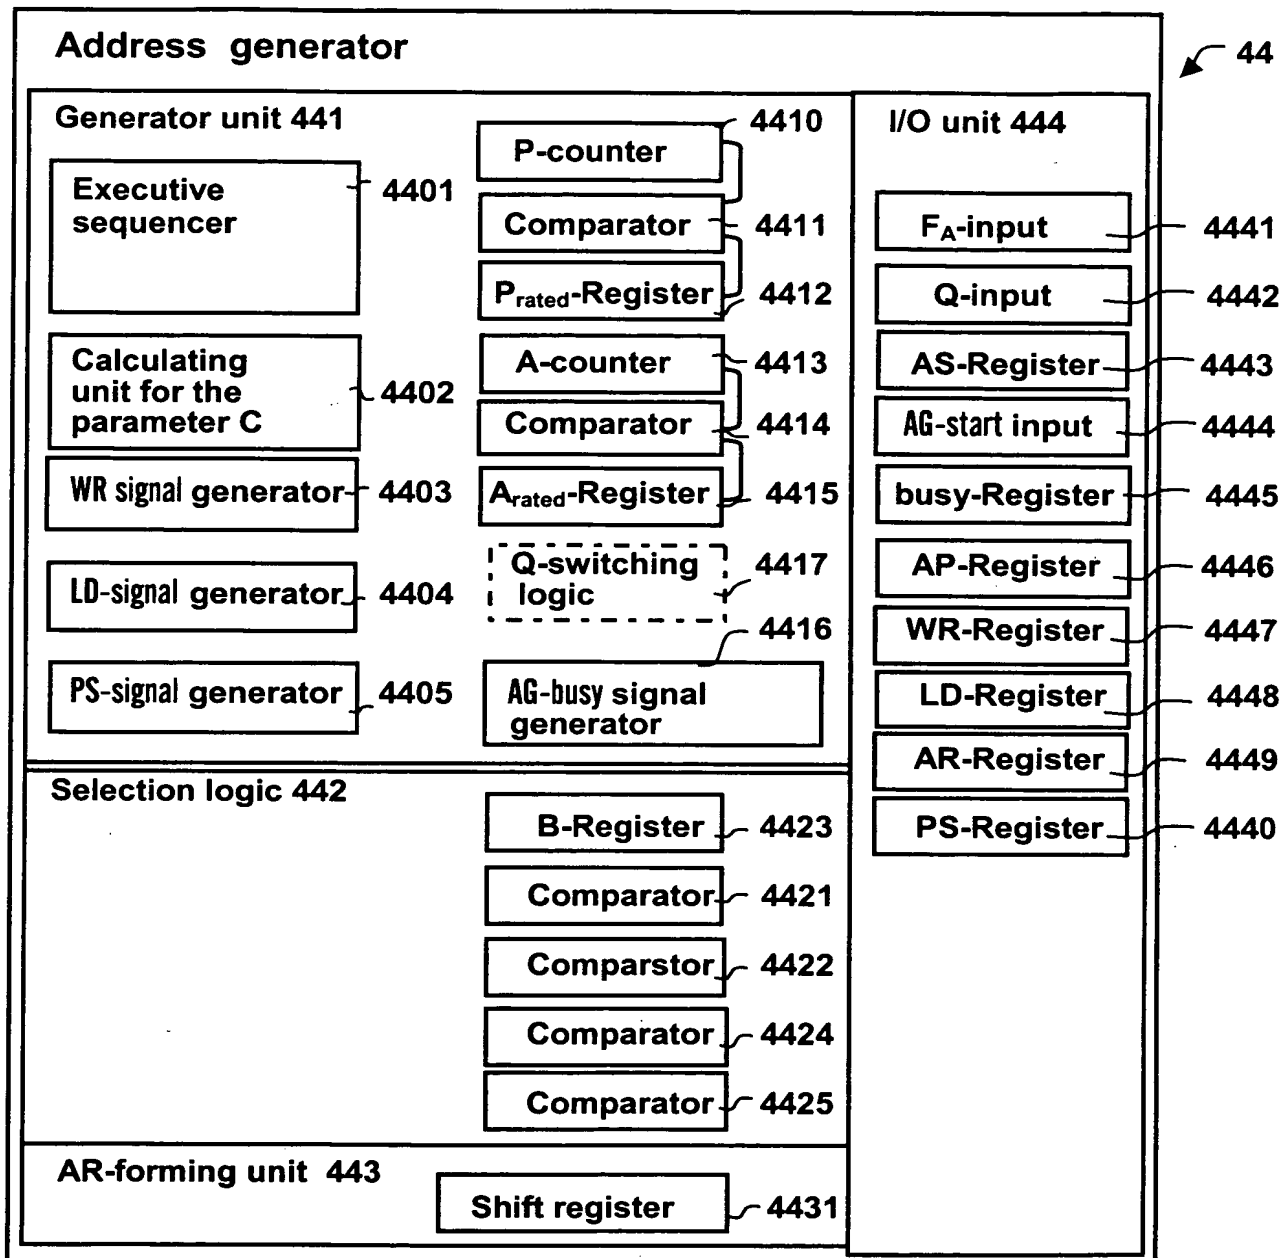 Address generator
44
Generator unit 441
Executive
sequencer
4401
Calculating
unit for the
parameter C
4402
WR signal generator
4403
LD-signal generator
4404
PS-signal generator
4405
P-counter
4410
Comparator
4411
Prated-Register
4412
A-counter
4413
Comparator
4414
Arated-Register
4415
Q-switching
logic
4417
4416
AG-busy signal
generator
Selection logic 442
B-Register
4423
Comparator
4421
Comparstor
4422
Comparator
4424
Comparator
4425
AR-forming unit 443
Shift register
4431
I/O unit 444
FA-input
4441
Q-input
4442
AS-Register
4443
AG-start input
4444
busy-Register
4445
AP-Register
4446
WR-Register
4447
LD-Register
4448
AR-Register
4449
PS-Register
4440